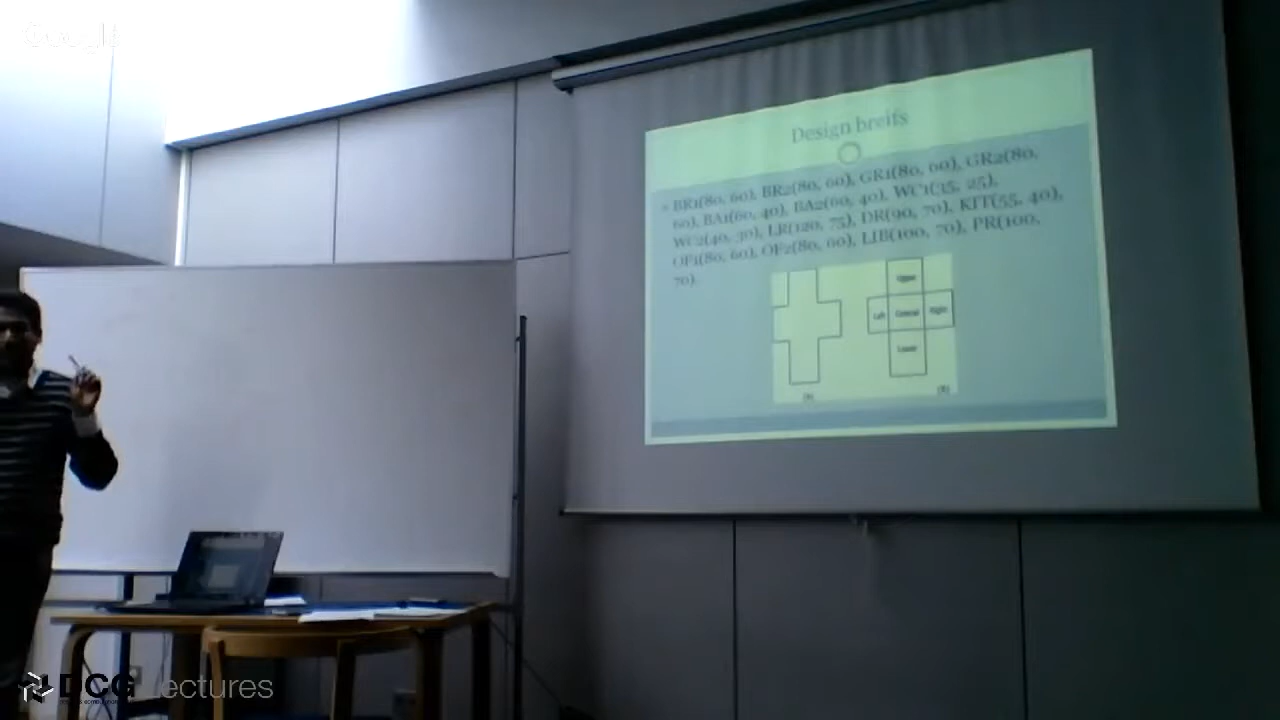 Google
Design breifs
BR1(80, 60), BR2(80, 60), GR1(80, 60), GR2(80,
60), BA1(60, 40), BA2(60, 40), WC1(35, 25),
WC2(40, 30), LR(120, 75), DR(90, 70), KIT(55, 40),
OF1(80, 60), OF2(80, 60), LIB(100, 70), PR(100,
70).
Upper
Left Central Right
Lower
DCG Lectures